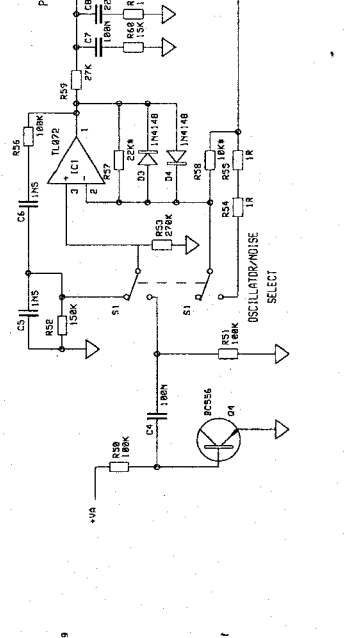 P
C8
22
R
1
C7
100N
R60
15K
R59
27K
R56
100K
TL072
IC1
1
3
2
+
-
R57
22K*
D3
1N4148
D4
1N4148
R58
10K*
R55
1R
R54
1R
C6
1N5
C5
1N5
R52
150K
R53
270K
S1
S1
OSCILLATOR/NOISE
SELECT
C4
100N
R51
100K
R50
100K
+VA
BC556
Q4
g
t